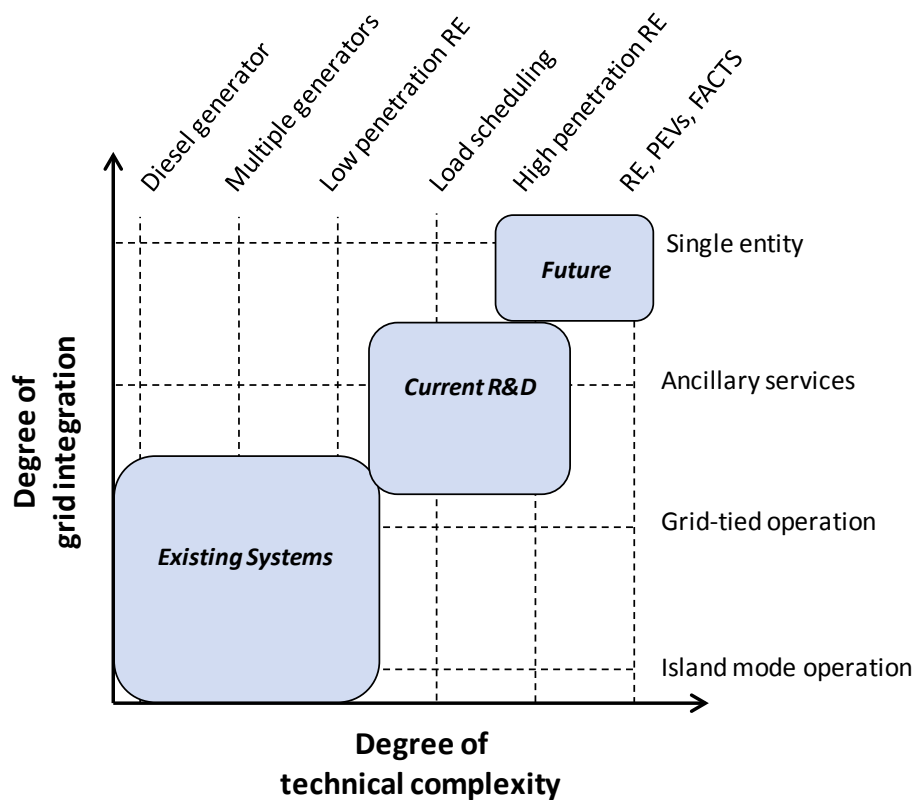 Diesel generator
Multiple generators
Low penetration RE
Load scheduling
High penetration RE
RE, PEVs, FACTS
Single entity
Future
Ancillary services
Current R&D
Degree of
grid integration
Grid-tied operation
Existing Systems
Island mode operation
Degree of
technical complexity